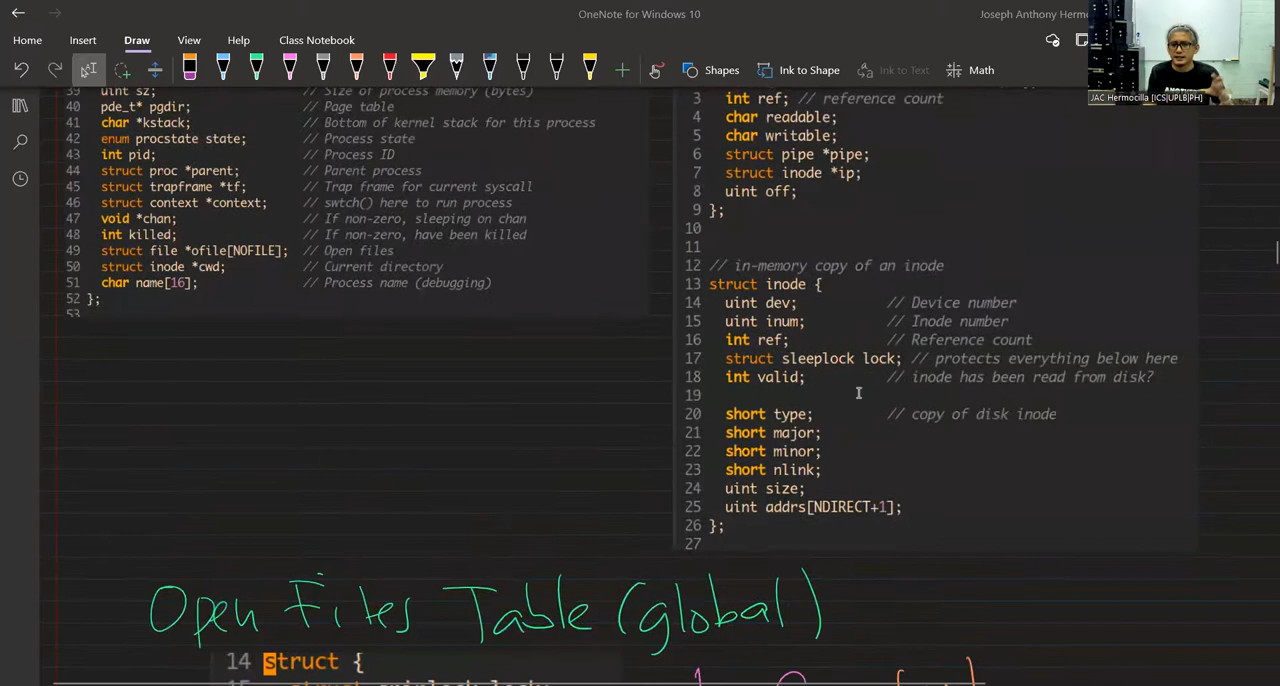 OneNote for Windows 10
Joseph Anthony Hermo
Home Insert Draw View Help Class Notebook
Shapes Ink to Shape Ink to Text Math
JAC Hermocilla [ICS|UPLB|PH]
39 uint sz; // Size of process memory (bytes)
40 pde_t* pgdir; // Page table
41 char *kstack; // Bottom of kernel stack for this process
42 enum procstate state; // Process state
43 int pid; // Process ID
44 struct proc *parent; // Parent process
45 struct trapframe *tf; // Trap frame for current syscall
46 struct context *context; // swtch() here to run process
47 void *chan; // If non-zero, sleeping on chan
48 int killed; // If non-zero, have been killed
49 struct file *ofile[NOFILE]; // Open files
50 struct inode *cwd; // Current directory
51 char name[16]; // Process name (debugging)
52 };
53
3 int ref; // reference count
4 char readable;
5 char writable;
6 struct pipe *pipe;
7 struct inode *ip;
8 uint off;
9 };
10
11
12 // in-memory copy of an inode
13 struct inode {
14 uint dev; // Device number
15 uint inum; // Inode number
16 int ref; // Reference count
17 struct sleeplock lock; // protects everything below here
18 int valid; // inode has been read from disk?
19
20 short type; // copy of disk inode
21 short major;
22 short minor;
23 short nlink;
24 uint size;
25 uint addrs[NDIRECT+1];
26 };
27
Open Files Table (global)
14 struct {